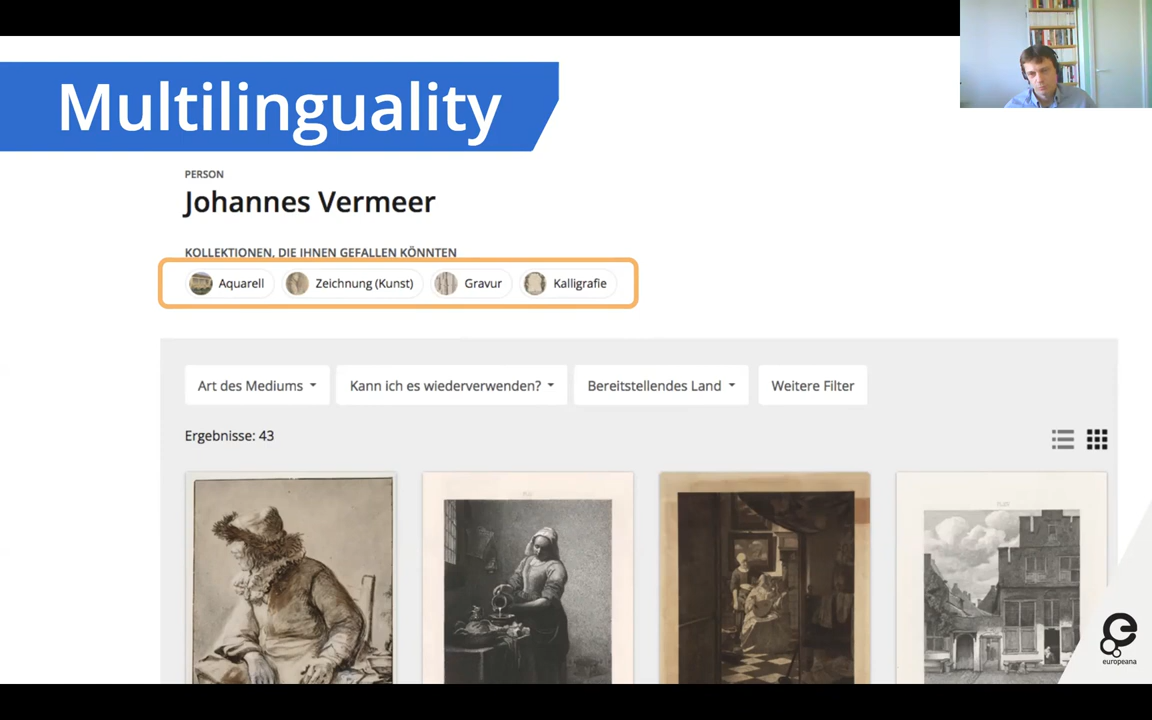 Multilinguality
PERSON
Johannes Vermeer
KOLLEKTIONEN, DIE IHNEN GEFALLEN KÖNNTEN
Aquarell Zeichnung (Kunst) Gravur Kalligrafie
Art des Mediums Kann ich es wiederverwenden? Bereitstellendes Land Weitere Filter
Ergebnisse: 43
europeana